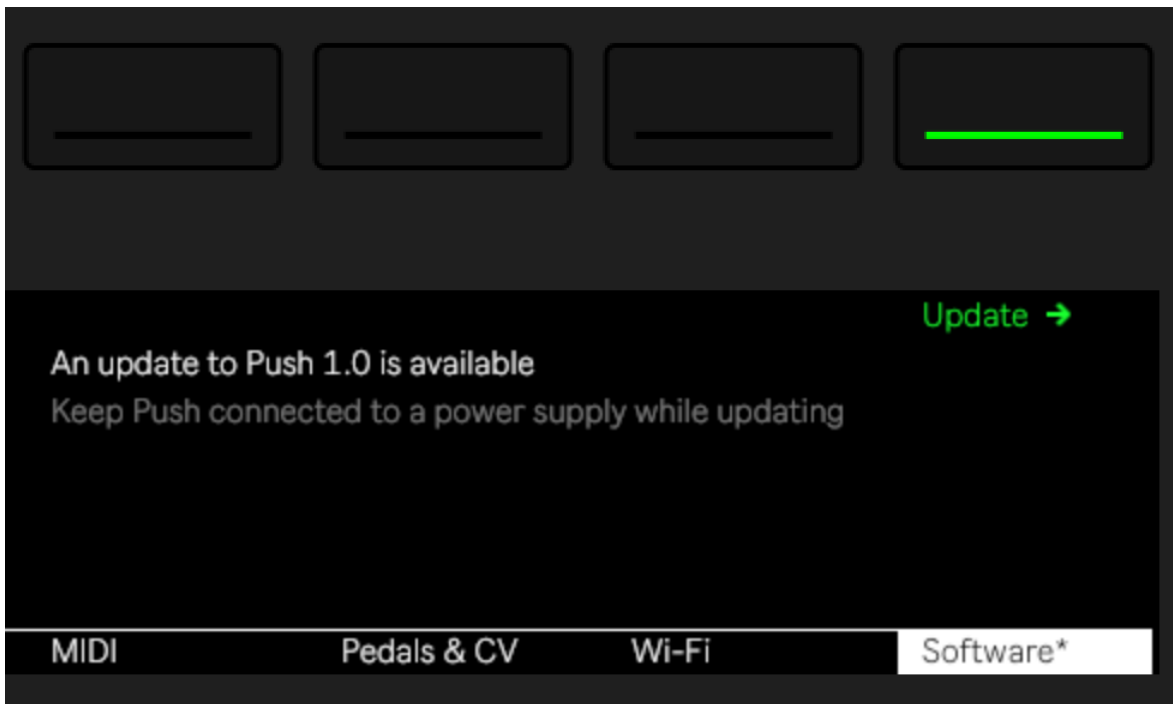 Update →
An update to Push 1.0 is available
Keep Push connected to a power supply while updating
MIDI Pedals & CV Wi-Fi Software*